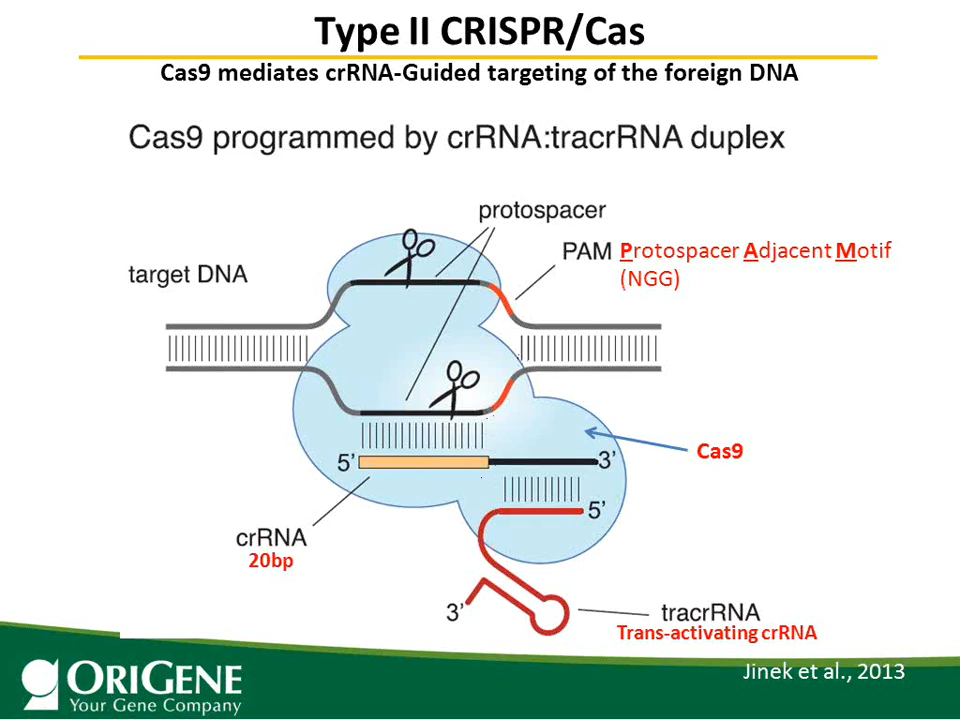 Type II CRISPR/Cas
Cas9 mediates crRNA-Guided targeting of the foreign DNA
Cas9 programmed by crRNA:tracrRNA duplex
protospacer
PAM Protospacer Adjacent Motif
(NGG)
target DNA
Cas9
5'
3'
5'
crRNA
20bp
3'
tracrRNA
Trans-activating crRNA
Jinek et al., 2013
ORIGENE
Your Gene Company